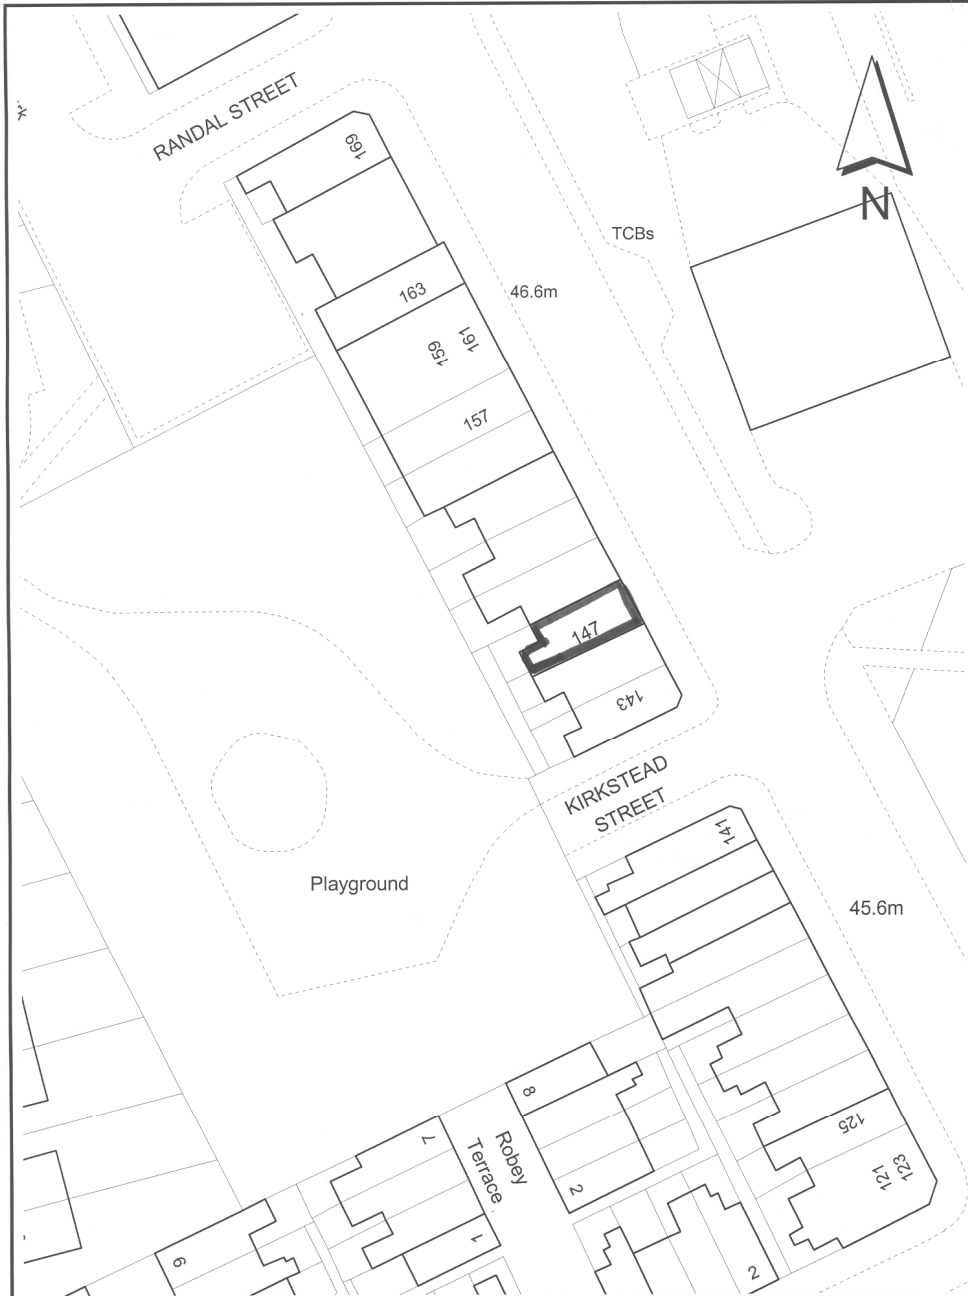 RANDAL STREET
169
N
TCBs
163
46.6m
161
159
157
147
143
KIRKSTEAD
STREET
141
Playground
45.6m
8
125
7
Robey
Terrace
123
121
2
1
9
2